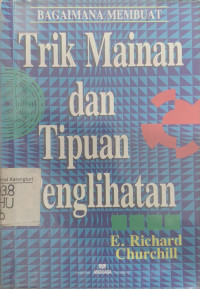 BAGAIMANA MEMBUAT
Trik Mainan
dan
Tipuan
englihatan
E. Richard
Churchill